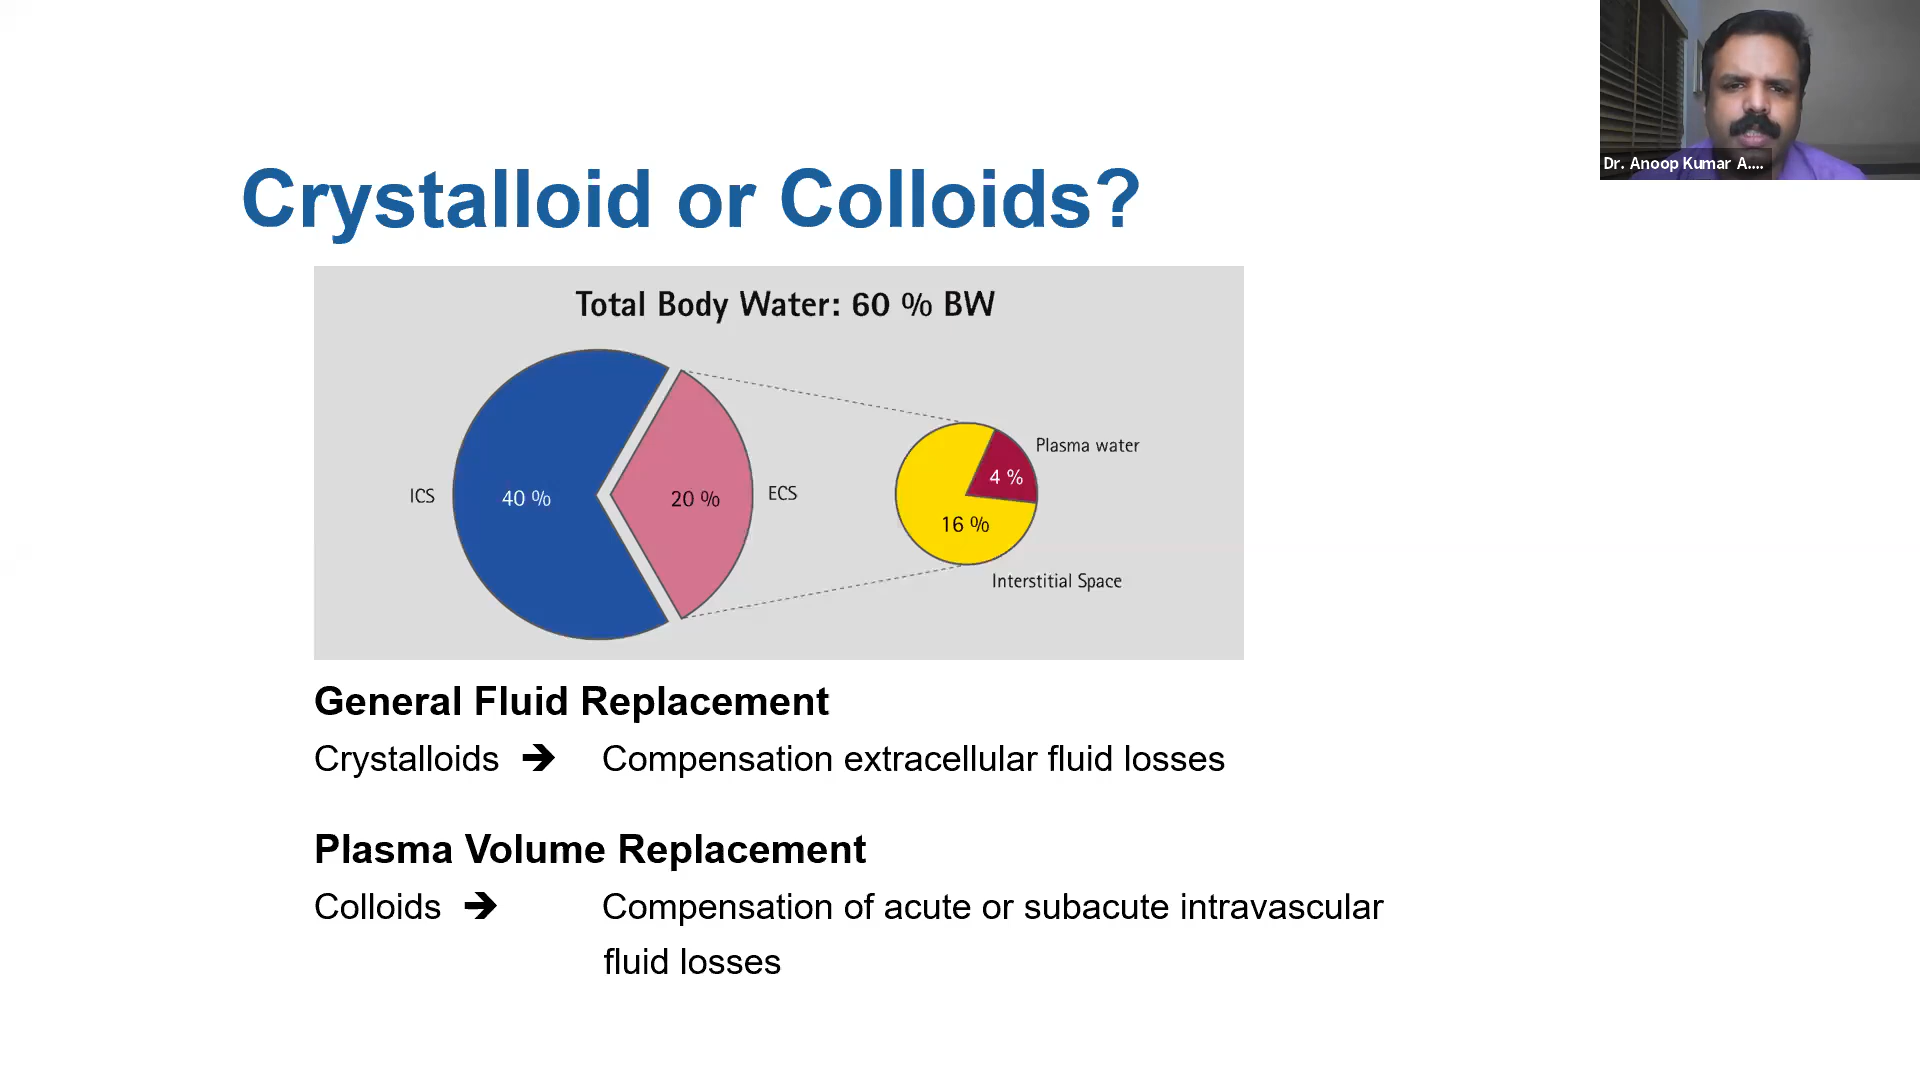 Dr. Anoop Kumar A....
Crystalloid or Colloids?
Total Body Water: 60 % BW
ICS
40 %
20 %
ECS
Plasma water
4 %
16 %
Interstitial Space
General Fluid Replacement
Crystalloids ➔ Compensation extracellular fluid losses
Plasma Volume Replacement
Colloids ➔ Compensation of acute or subacute intravascular
fluid losses